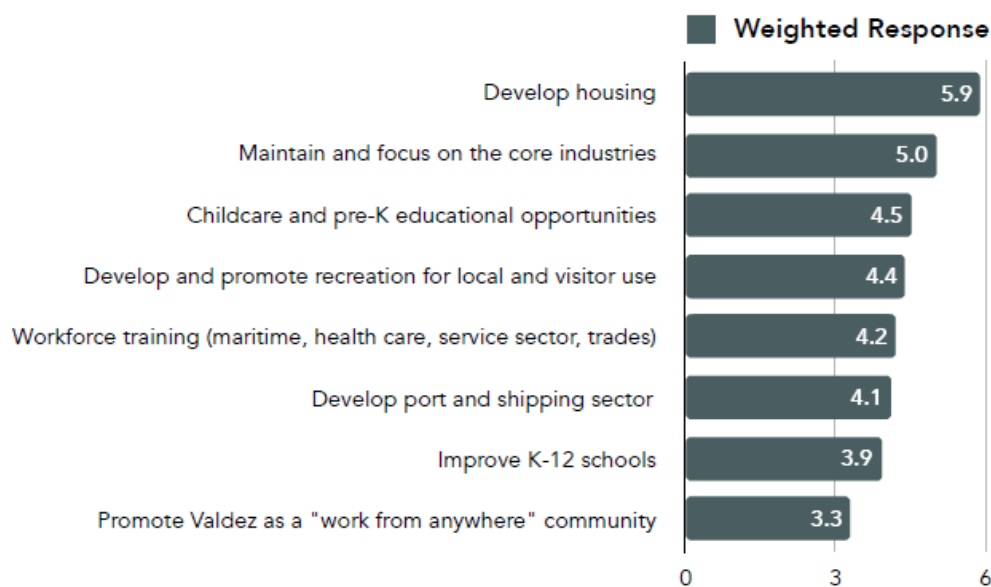 Weighted Response
Develop housing 5.9
Maintain and focus on the core industries 5.0
Childcare and pre-K educational opportunities 4.5
Develop and promote recreation for local and visitor use 4.4
Workforce training (maritime, health care, service sector, trades) 4.2
Develop port and shipping sector 4.1
Improve K-12 schools 3.9
Promote Valdez as a "work from anywhere" community 3.3
0 3 6